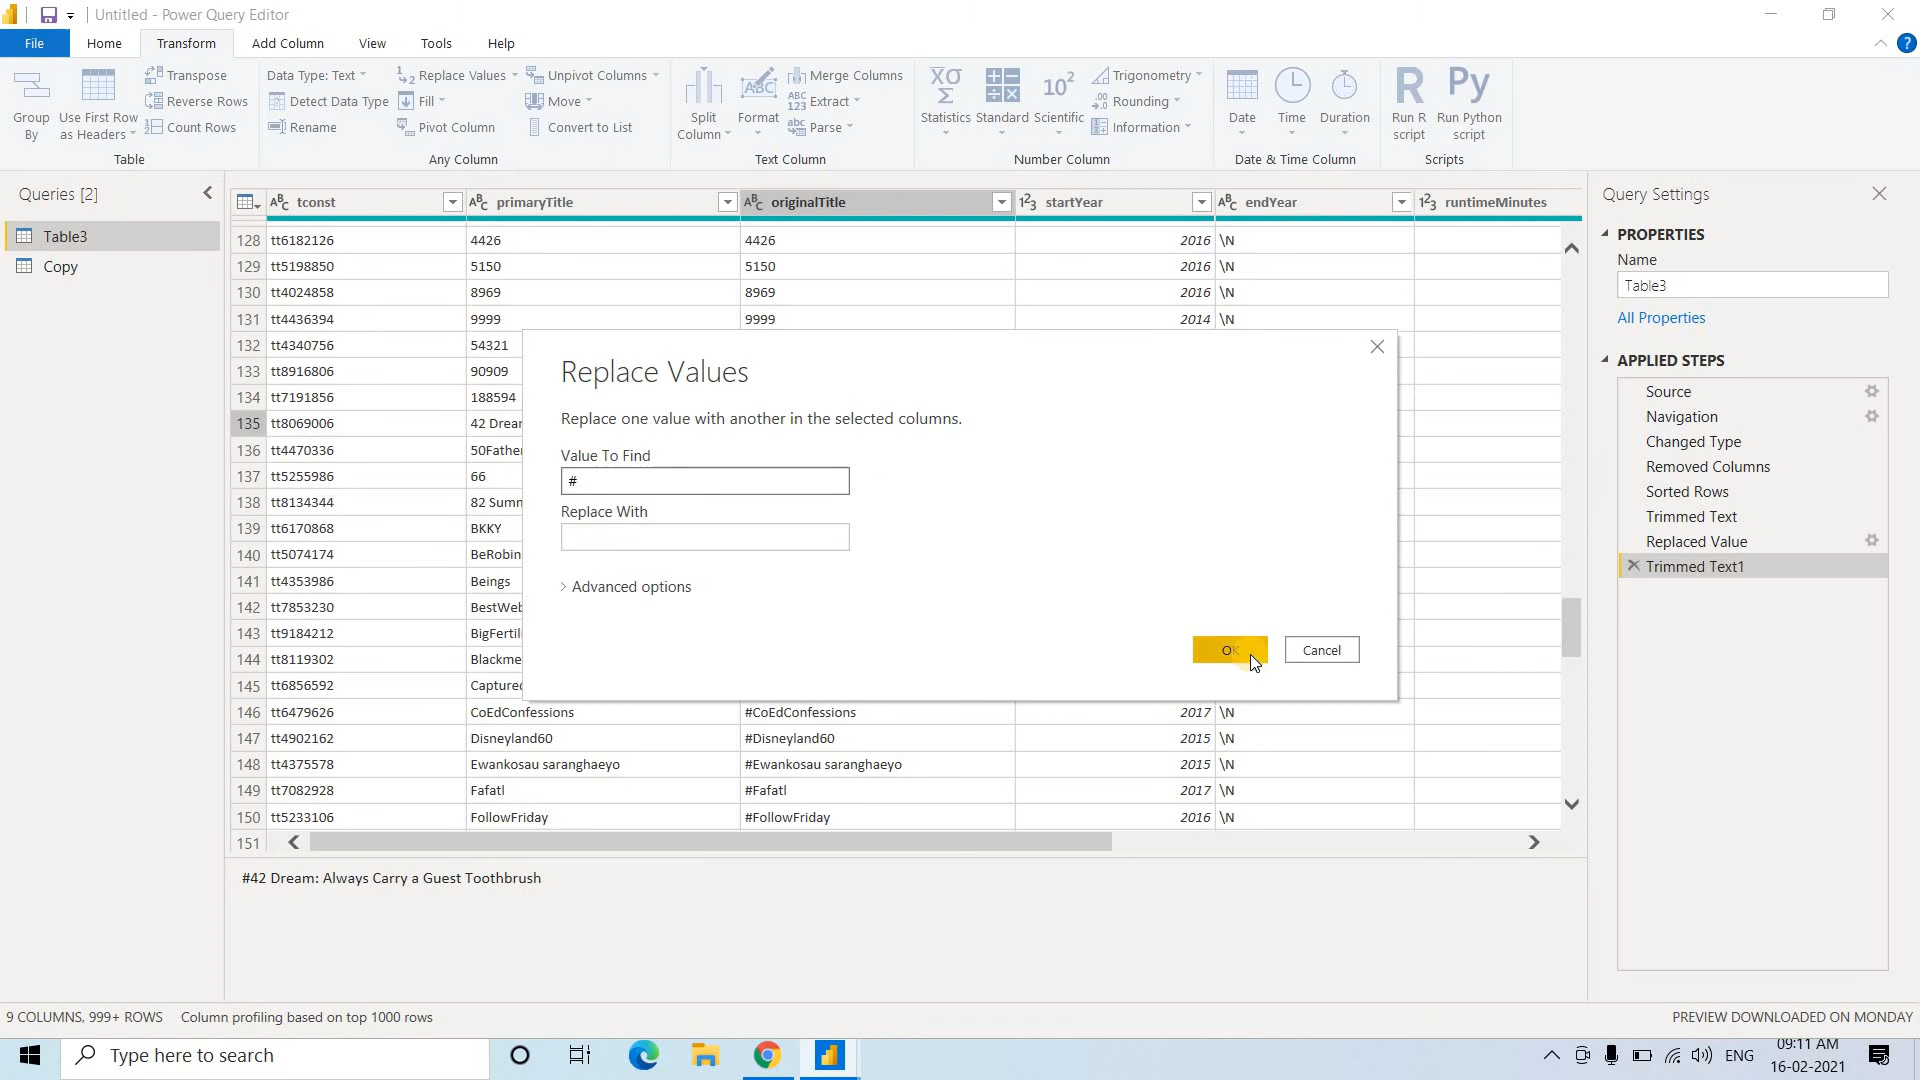 Untitled - Power Query Editor
File Home Transform Add Column View Tools Help
Group By
Use First Row as Headers
Transpose
Reverse Rows
Count Rows
Table
Data Type: Text
Detect Data Type
Rename
Replace Values
Fill
Pivot Column
Unpivot Columns
Move
Convert to List
Any Column
Split Column
Format
Merge Columns
Extract
Parse
Text Column
Statistics
Standard
Scientific
Trigonometry
Rounding
Information
Number Column
Date
Time
Duration
Date & Time Column
Run R script
Run Python script
Scripts
Queries [2]
Table3
Copy
tconst primaryTitle originalTitle startYear endYear runtimeMinutes
128 tt6182126 4426 4426 2016 \N
129 tt5198850 5150 5150 2016 \N
130 tt4024858 8969 8969 2016 \N
131 tt4436394 9999 9999 2014 \N
132 tt4340756 54321
133 tt8916806 90909
134 tt7191856 188594
135 tt8069006 42 Drea
136 tt4470336 50Fathe
137 tt5255986 66
138 tt8134344 82 Sumn
139 tt6170868 BKKY
140 tt5074174 BeRobin
141 tt4353986 Beings
142 tt7853230 BestWeb
143 tt9184212 BigFertili
144 tt8119302 Blackme
145 tt6856592 Captured
146 tt6479626 CoEdConfessions #CoEdConfessions 2017 \N
147 tt4902162 Disneyland60 #Disneyland60 2015 \N
148 tt4375578 Ewankosau saranghaeyo #Ewankosau saranghaeyo 2015 \N
149 tt7082928 Fafatl #Fafatl 2017 \N
150 tt5233106 FollowFriday #FollowFriday 2016 \N
151
Replace Values
Replace one value with another in the selected columns.
Value To Find
#
Replace With
Advanced options
OK Cancel
#42 Dream: Always Carry a Guest Toothbrush
Query Settings
PROPERTIES
Name
Table3
All Properties
APPLIED STEPS
Source
Navigation
Changed Type
Removed Columns
Sorted Rows
Trimmed Text
Replaced Value
Trimmed Text1
9 COLUMNS, 999+ ROWS Column profiling based on top 1000 rows PREVIEW DOWNLOADED ON MONDAY
Type here to search
ENG
09:11 AM
16-02-2021